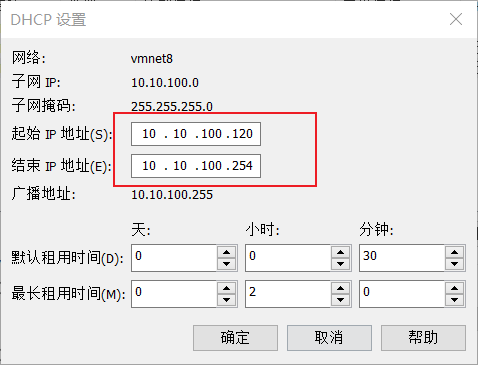 DHCP 设置
网络: vmnet8
子网 IP: 10.10.100.0
子网掩码: 255.255.255.0
起始 IP 地址(S): 10 . 10 .100 .120
结束 IP 地址(E): 10 . 10 .100 .254
广播地址: 10.10.100.255
天: 小时: 分钟:
默认租用时间(D): 0 0 30
最长租用时间(M): 0 2 0
确定 取消 帮助